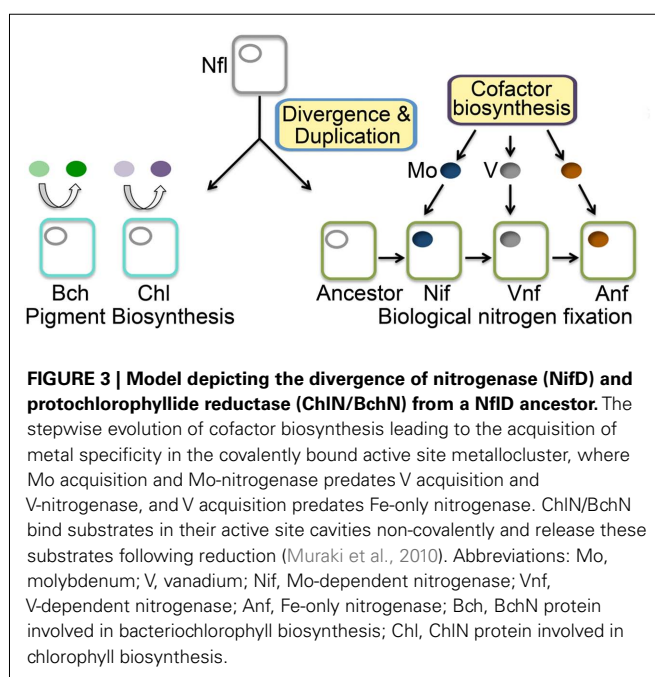 Nfl
Divergence &
Duplication
Cofactor
biosynthesis
Mo
V
Bch
Chl
Pigment Biosynthesis
Ancestor
Nif
Vnf
Anf
Biological nitrogen fixation
FIGURE 3 | Model depicting the divergence of nitrogenase (NifD) and
protochlorophyllide reductase (ChlN/BchN) from a NflD ancestor. The
stepwise evolution of cofactor biosynthesis leading to the acquisition of
metal specificity in the covalently bound active site metallocluster, where
Mo acquisition and Mo-nitrogenase predates V acquisition and
V-nitrogenase, and V acquisition predates Fe-only nitrogenase. ChlN/BchN
bind substrates in their active site cavities non-covalently and release these
substrates following reduction (Muraki et al., 2010). Abbreviations: Mo,
molybdenum; V, vanadium; Nif, Mo-dependent nitrogenase; Vnf,
V-dependent nitrogenase; Anf, Fe-only nitrogenase; Bch, BchN protein
involved in bacteriochlorophyll biosynthesis; Chl, ChlN protein involved in
chlorophyll biosynthesis.